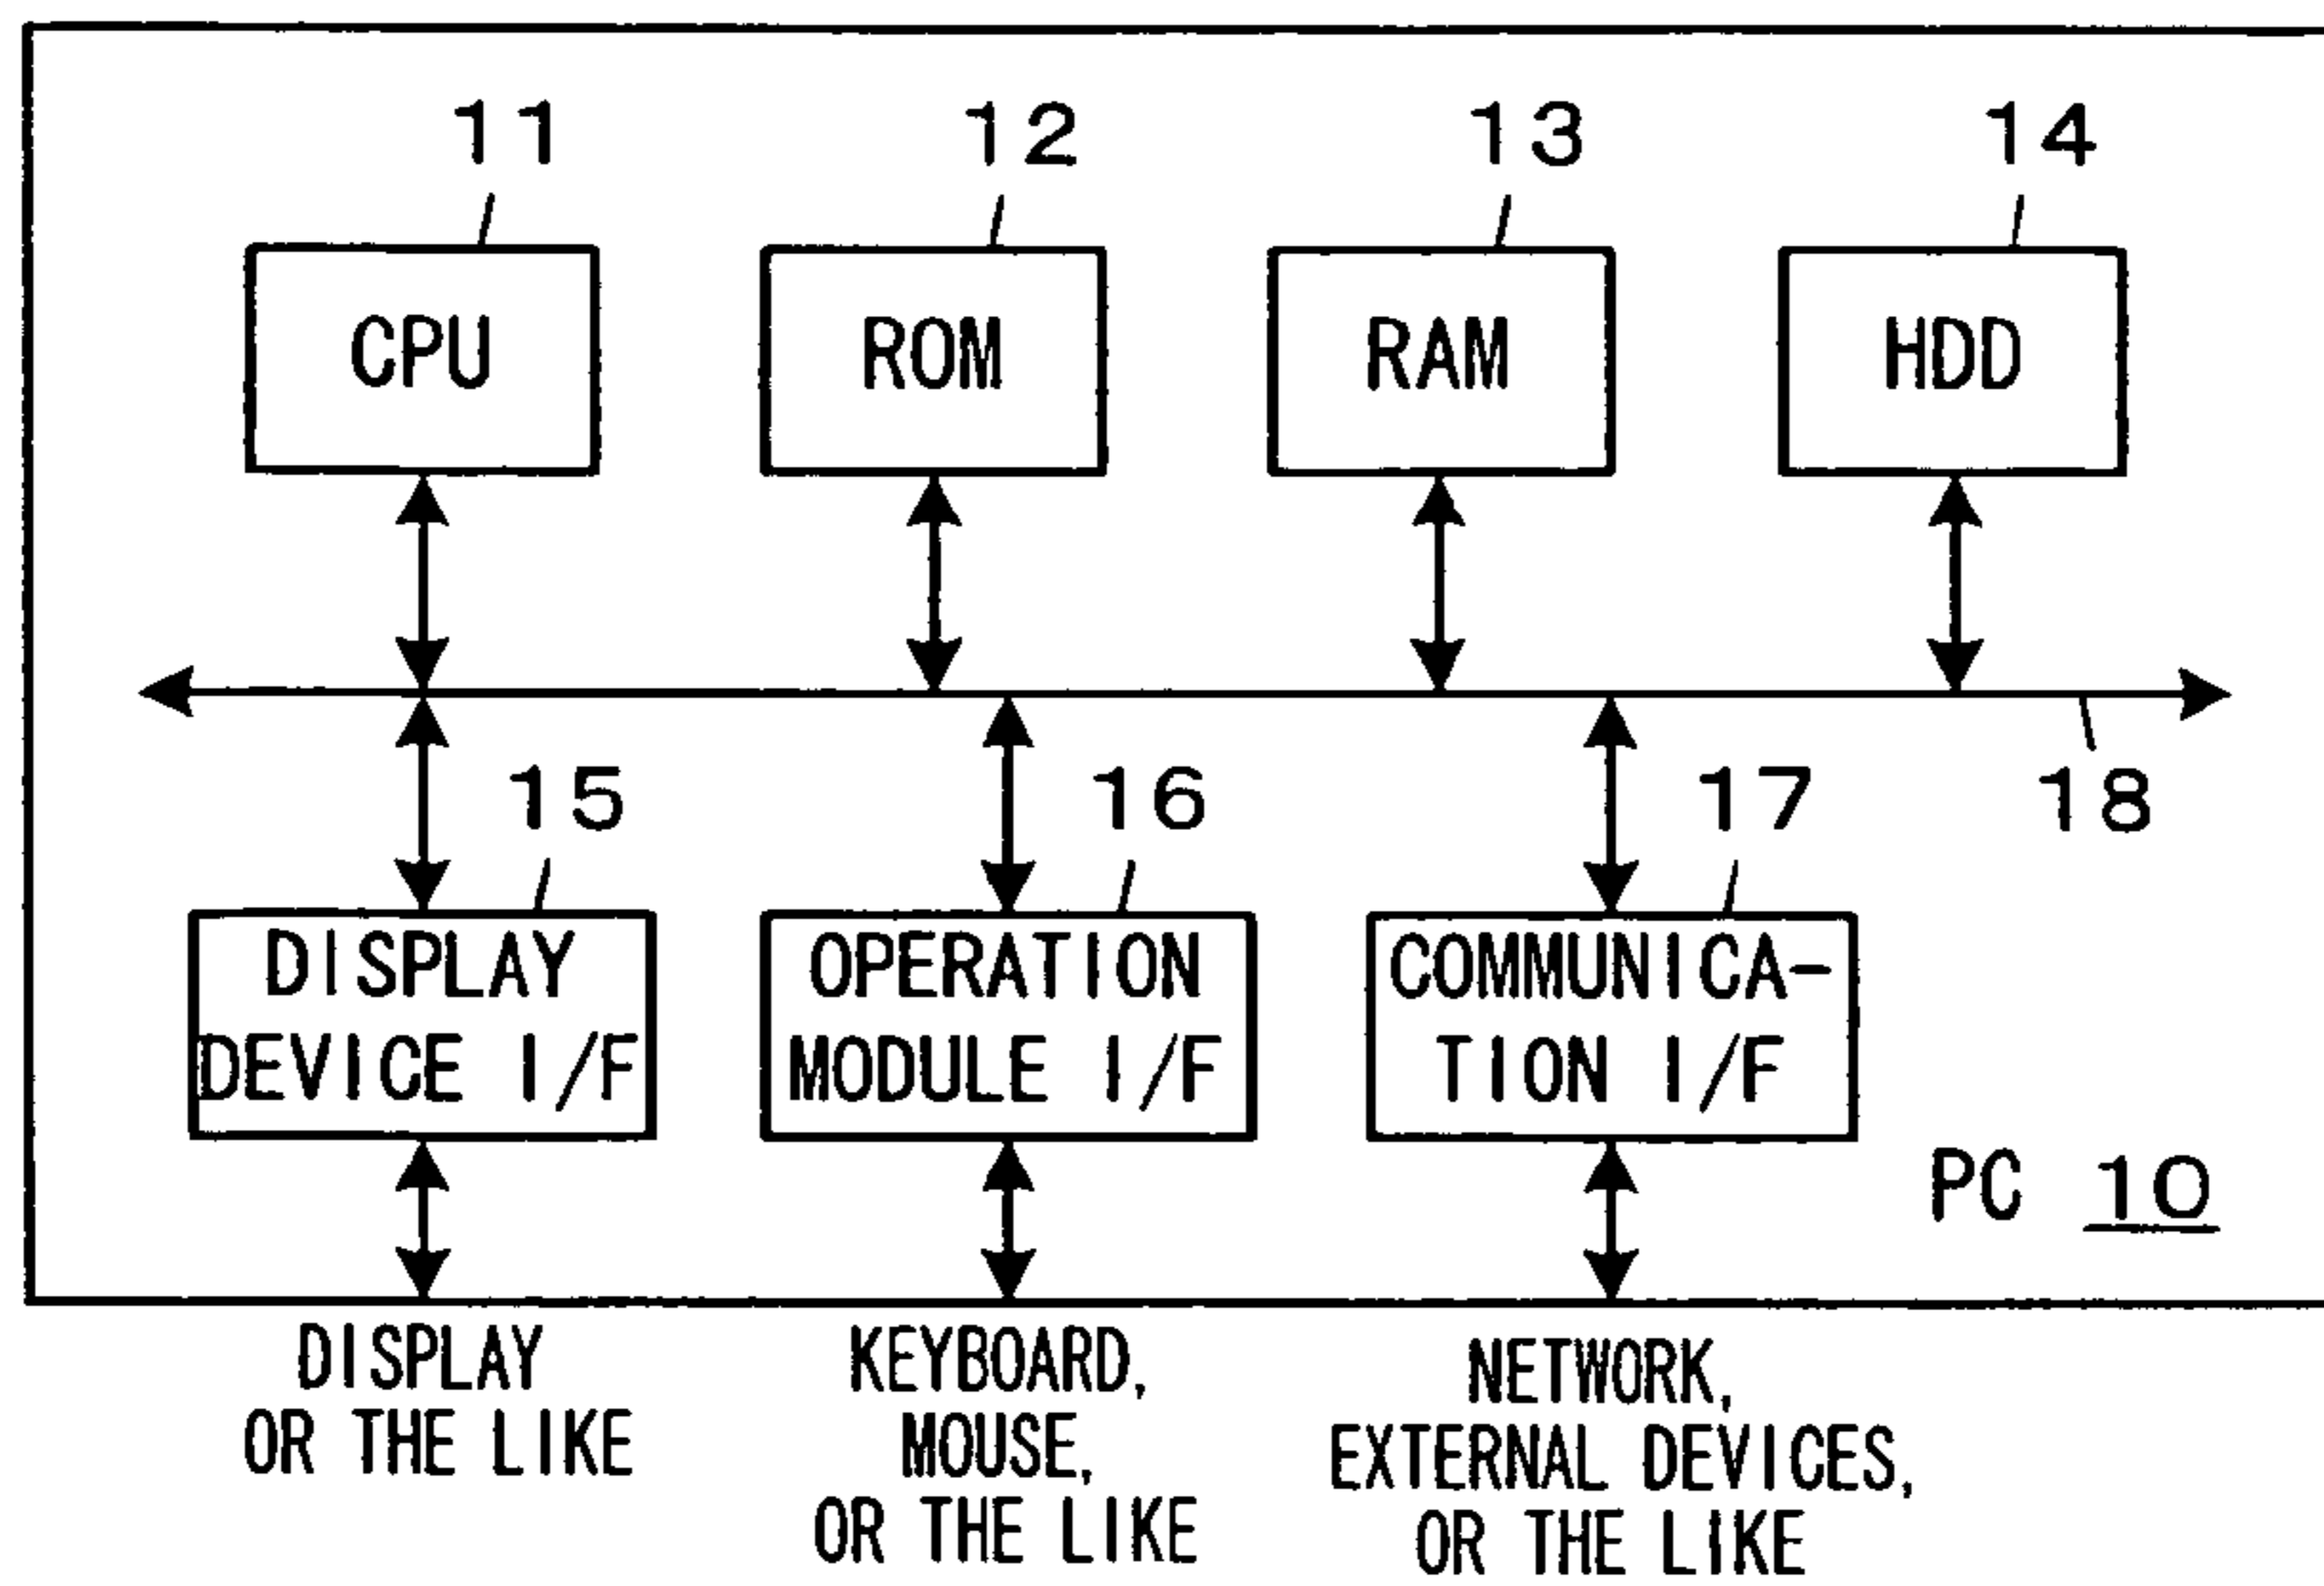 11 12 13 14
CPU ROM RAM HDD
15 16 17 18
DISPLAY
DEVICE I/F
OPERATION
MODULE I/F
COMMUNICA-
TION I/F
PC 10
DISPLAY
OR THE LIKE
KEYBOARD,
MOUSE,
OR THE LIKE
NETWORK,
EXTERNAL DEVICES,
OR THE LIKE